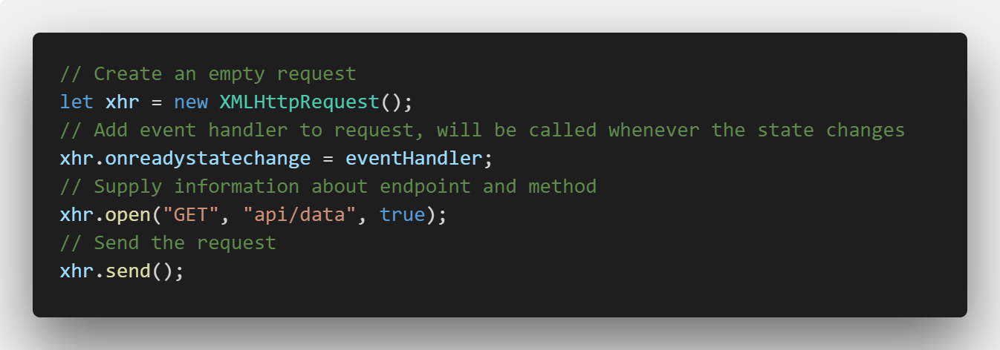 // Create an empty request
let xhr = new XMLHttpRequest();
// Add event handler to request, will be called whenever the state changes
xhr.onreadystatechange = eventHandler;
// Supply information about endpoint and method
xhr.open("GET", "api/data", true);
// Send the request
xhr.send();